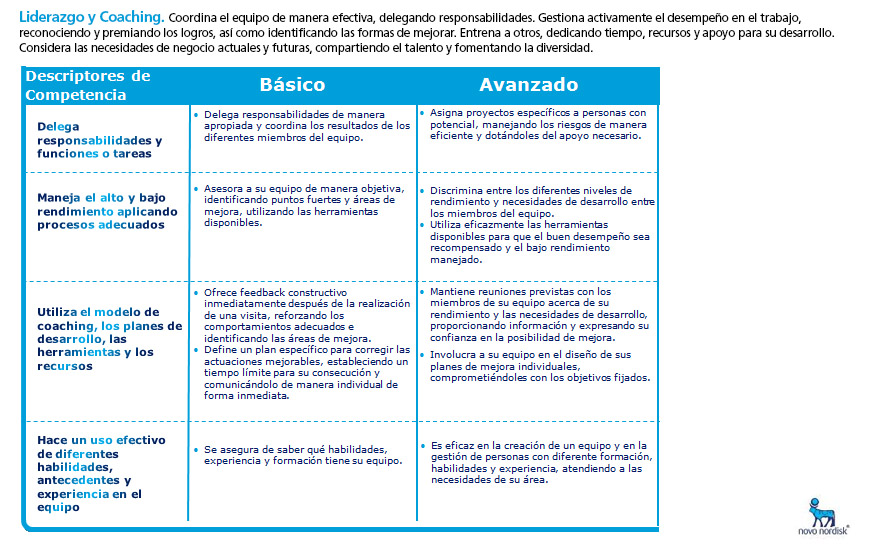 Liderazgo y Coaching. Coordina el equipo de manera efectiva, delegando responsabilidades. Gestiona activamente el desempeño en el trabajo,
reconociendo y premiando los logros, así como identificando las formas de mejorar. Entrena a otros, dedicando tiempo, recursos y apoyo para su desarrollo.
Considera las necesidades de negocio actuales y futuras, compartiendo el talento y fomentando la diversidad.
Descriptores de
Competencia
Básico
Avanzado
Delega
responsabilidades y
funciones o tareas
• Delega responsabilidades de manera
apropiada y coordina los resultados de los
diferentes miembros del equipo.
• Asigna proyectos específicos a personas con
potencial, manejando los riesgos de manera
eficiente y dotándoles del apoyo necesario.
Maneja el alto y bajo
rendimiento aplicando
procesos adecuados
• Asesora a su equipo de manera objetiva,
identificando puntos fuertes y áreas de
mejora, utilizando las herramientas
disponibles.
• Discrimina entre los diferentes niveles de
rendimiento y necesidades de desarrollo entre
los miembros del equipo.
• Utiliza eficazmente las herramientas
disponibles para que el buen desempeño sea
recompensado y el bajo rendimiento
manejado.
Utiliza el modelo de
coaching, los planes de
desarrollo, las
herramientas y los
recursos
• Ofrece feedback constructivo
inmediatamente después de la realización
de una visita, reforzando los
comportamientos adecuados e
identificando las áreas de mejora.
• Define un plan específico para corregir las
actuaciones mejorables, estableciendo un
tiempo límite para su consecución y
comunicándolo de manera individual de
forma inmediata.
• Mantiene reuniones previstas con los
miembros de su equipo acerca de su
rendimiento y las necesidades de desarrollo,
proporcionando información y expresando su
confianza en la posibilidad de mejora.
• Involucra a su equipo en el diseño de sus
planes de mejora individuales,
comprometiéndoles con los objetivos fijados.
Hace un uso efectivo
de diferentes
habilidades,
antecedentes y
experiencia en el
equipo
• Se asegura de saber qué habilidades,
experiencia y formación tiene su equipo.
• Es eficaz en la creación de un equipo y en la
gestión de personas con diferente formación,
habilidades y experiencia, atendiendo a las
necesidades de su área.
novo nordisk®